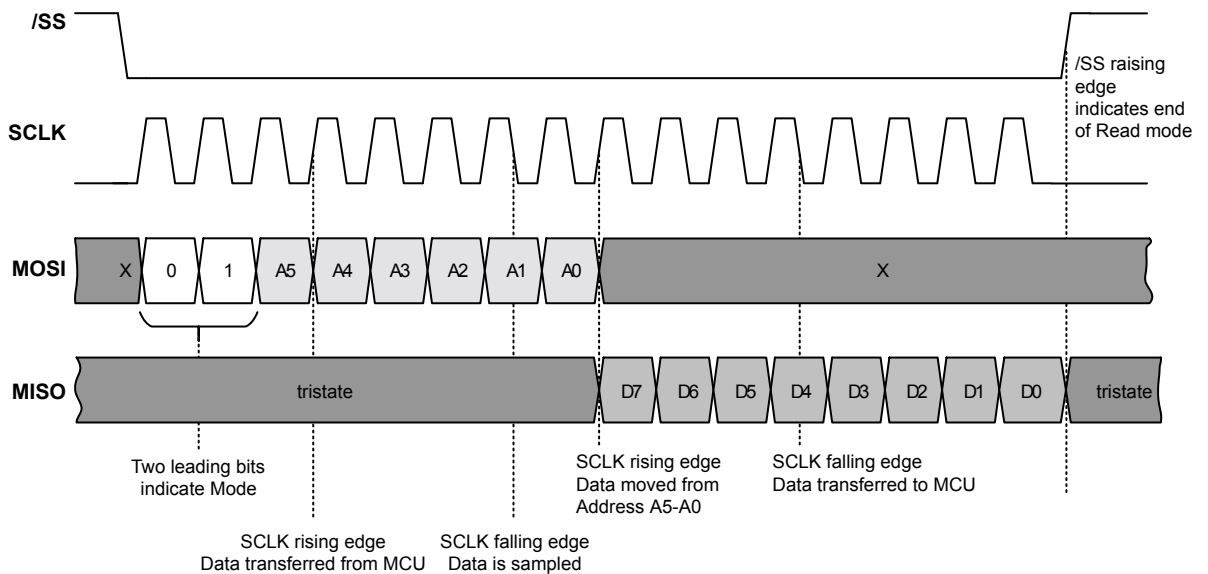 /SS
/SS raising
edge
indicates end
of Read mode
SCLK
MOSI
X 0 1 A5 A4 A3 A2 A1 A0 X
MISO
tristate D7 D6 D5 D4 D3 D2 D1 D0 tristate
Two leading bits
indicate Mode
SCLK rising edge
Data moved from
Address A5-A0
SCLK falling edge
Data transferred to MCU
SCLK rising edge
Data transferred from MCU
SCLK falling edge
Data is sampled